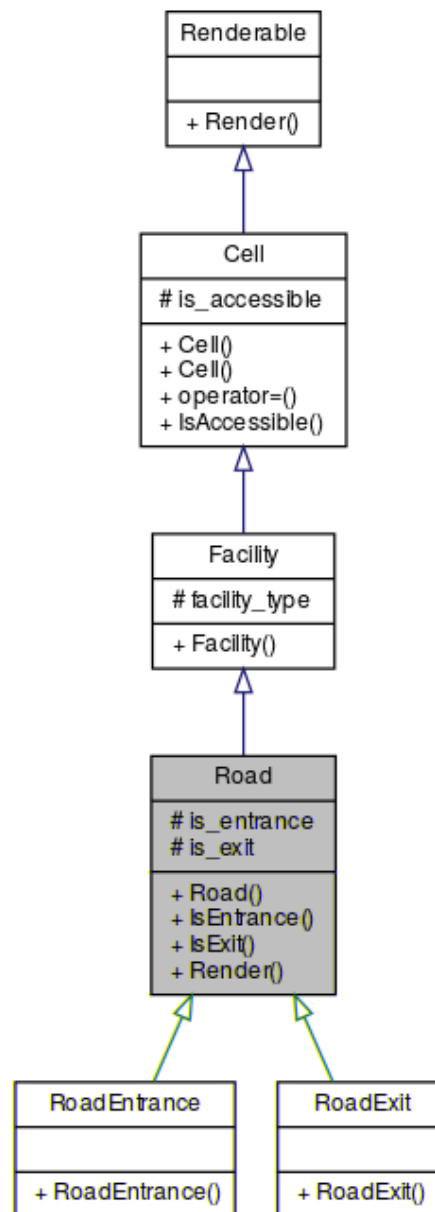 Renderable
+ Render()
Cell
# is_accessible
+ Cell()
+ Cell()
+ operator=()
+ IsAccessible()
Facility
# facility_type
+ Facility()
Road
# is_entrance
# is_exit
+ Road()
+ IsEntrance()
+ IsExit()
+ Render()
RoadEntrance
+ RoadEntrance()
RoadExit
+ RoadExit()